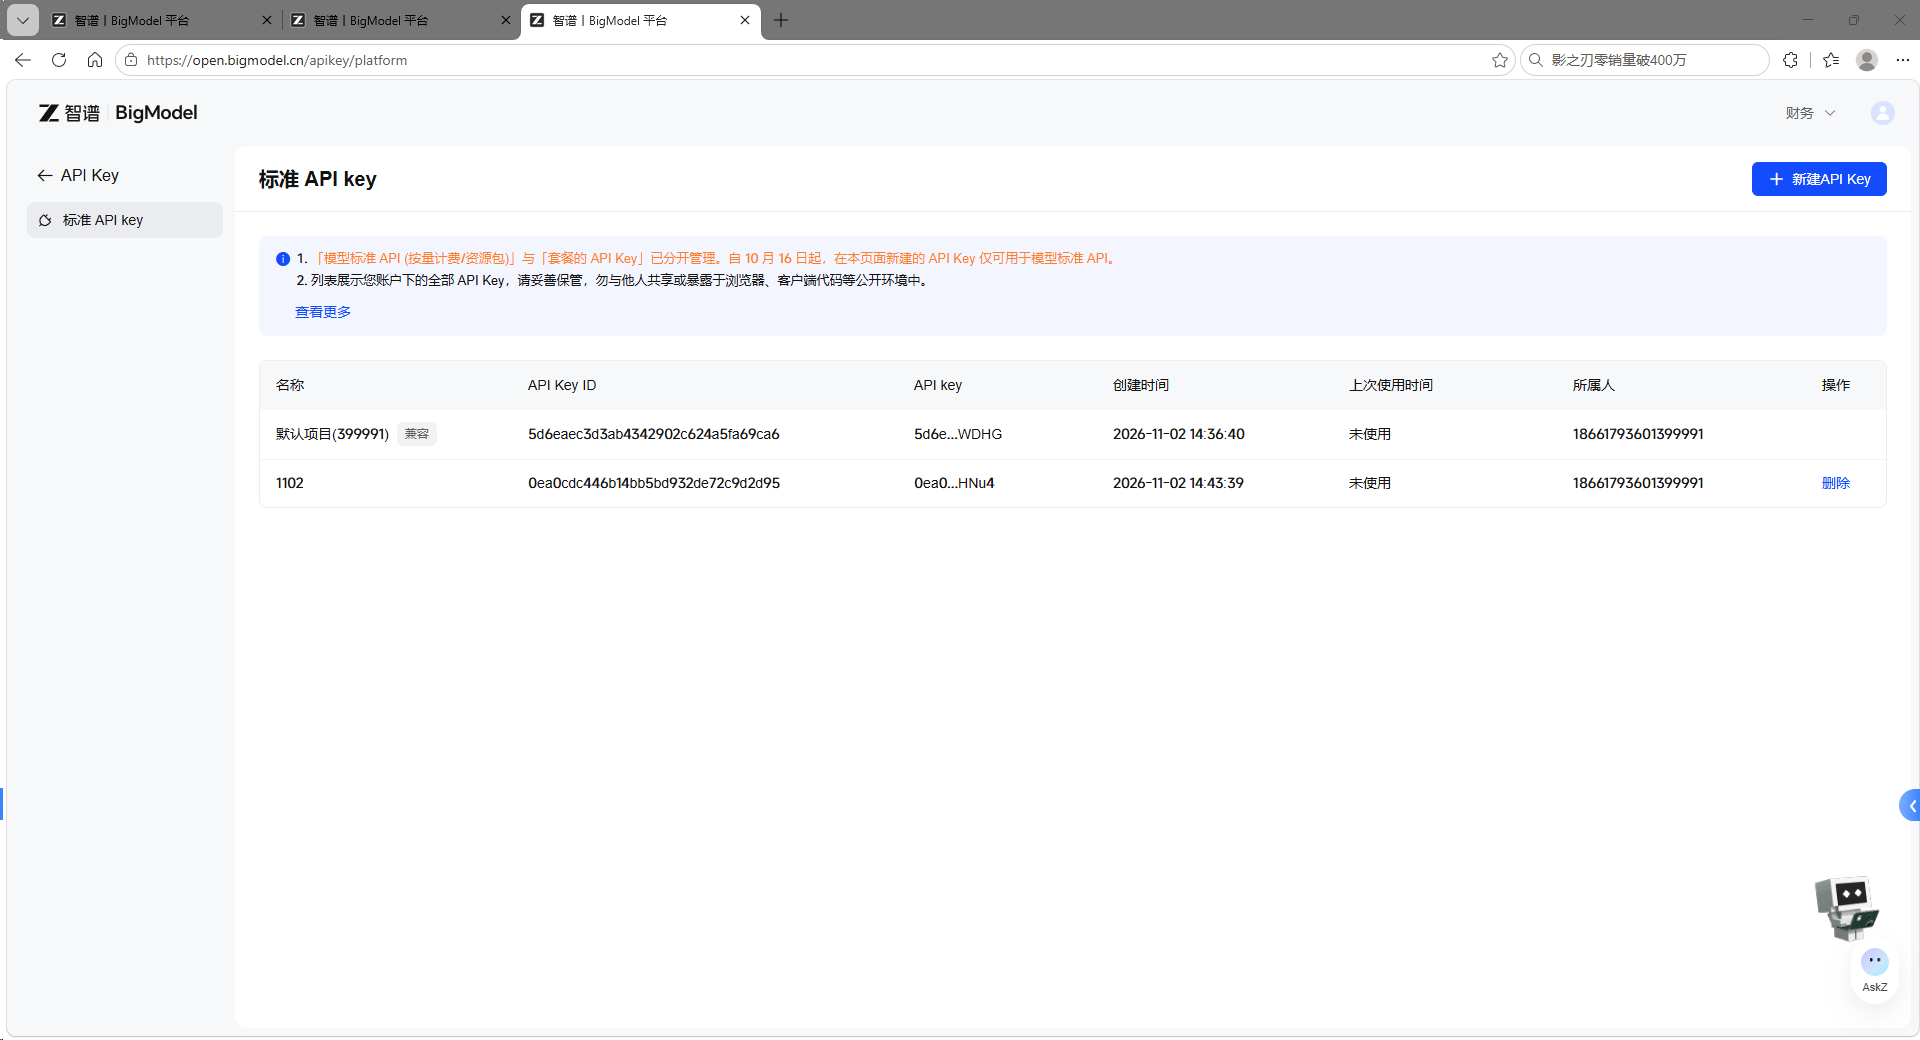 智谱 | BigModel 平台
智谱 | BigModel 平台
智谱 | BigModel 平台
https://open.bigmodel.cn/apikey/platform
影之刃零销量破400万
智谱 BigModel
财务
API Key
标准 API key
标准 API key
新建API Key
1.「模型标准 API (按量计费/资源包)」与「套餐的 API Key」已分开管理。自 10 月 16 日起，在本页面新建的 API Key 仅可用于模型标准 API。
2. 列表展示您账户下的全部 API Key，请妥善保管，勿与他人共享或暴露于浏览器、客户端代码等公开环境中。
查看更多
名称 API Key ID API key 创建时间 上次使用时间 所属人 操作
默认项目(399991) 兼容 5d6eaec3d3ab4342902c624a5fa69ca6 5d6e...WDHG 2026-11-02 14:36:40 未使用 18661793601399991
1102 0ea0cdc446b14bb5bd932de72c9d2d95 0ea0...HNu4 2026-11-02 14:43:39 未使用 18661793601399991 删除
AskZ